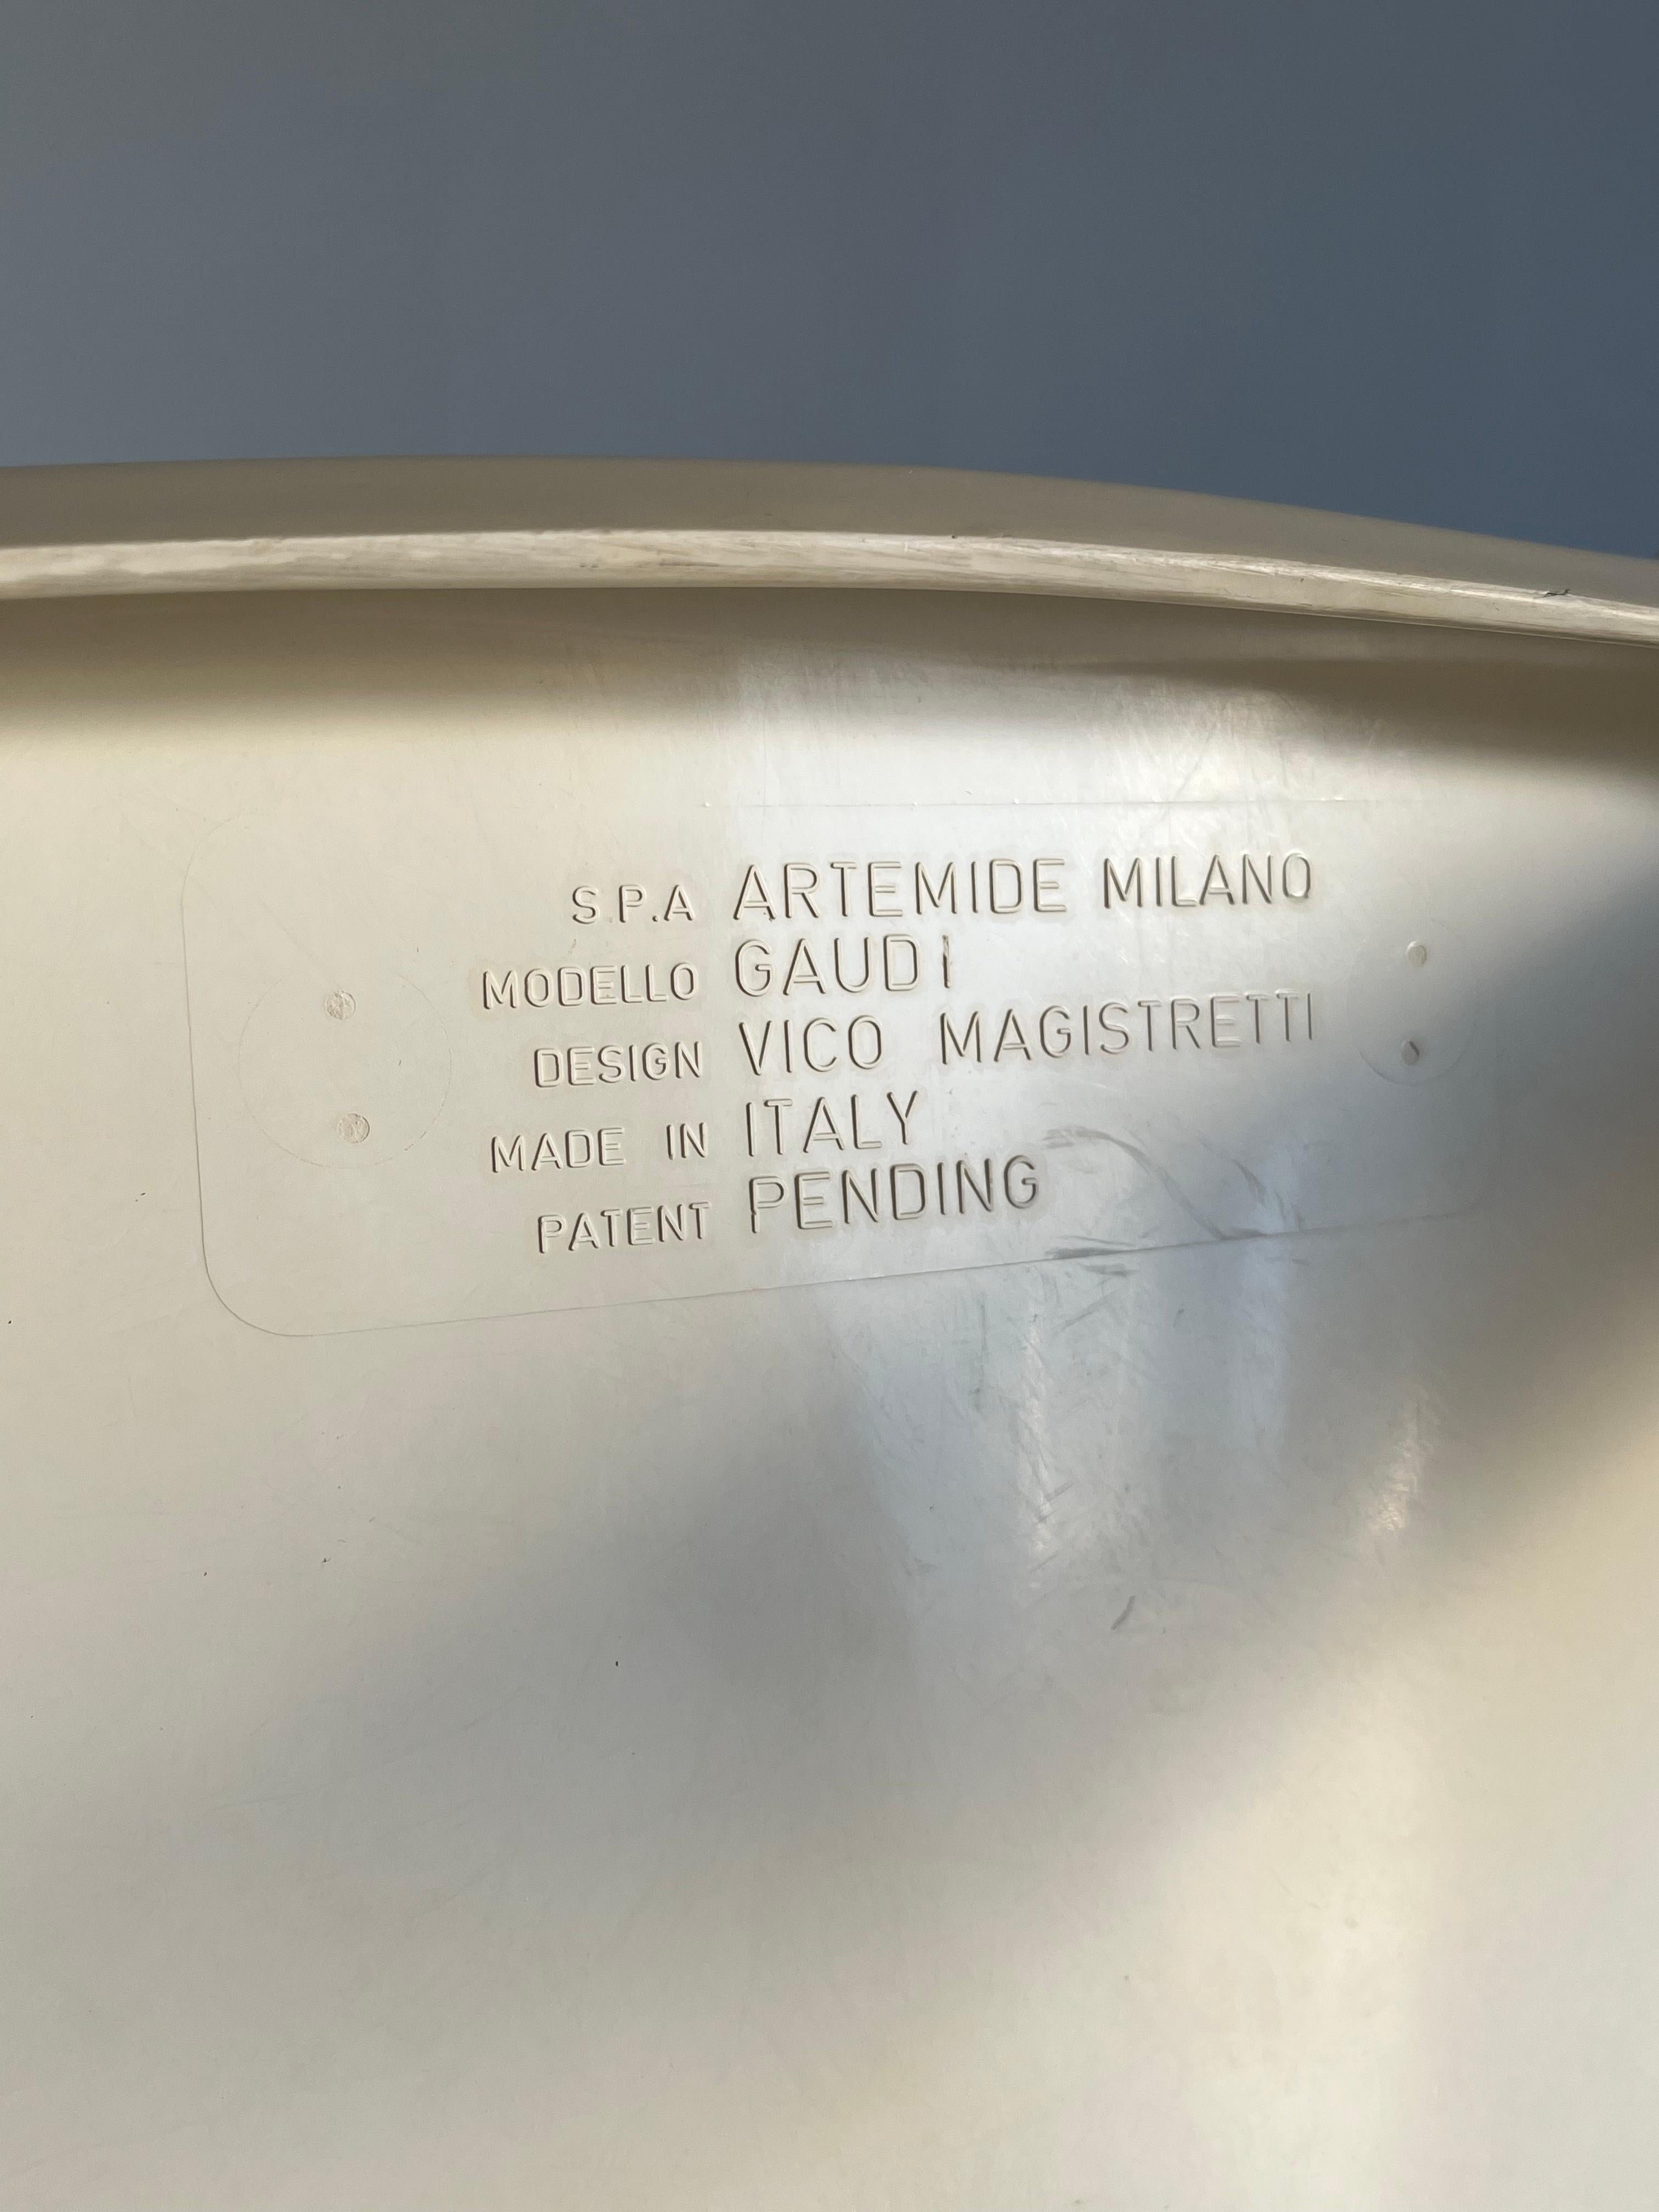 S.P.A ARTEMIDE MILANO
MODELLO GAUDI
DESIGN VICO MAGISTRETTI
MADE IN ITALY
PATENT PENDING